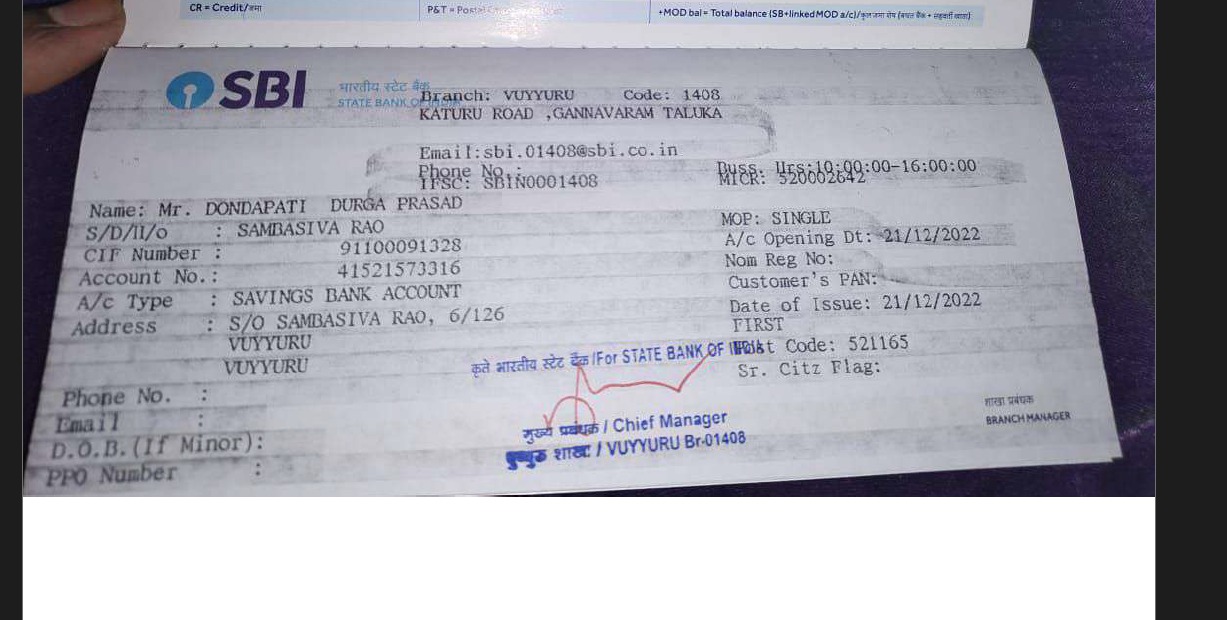 CR = Credit/जमा
P&T = Postal
+MOD bal = Total balance (SB+linked MOD a/c)/कुल जमा शेष (बचत बैंक + सहवर्ती खाता)
SBI
भारतीय स्टेट बैंक
STATE BANK OF INDIA
Branch: VUYYURU Code: 1408
KATURU ROAD ,GANNAVARAM TALUKA
Email:sbi.01408@sbi.co.in
Phone No.:
Buss. Hrs:10:00:00-16:00:00
IFSC: SBIN0001408
MICR: 520002642
Name: Mr. DONDAPATI DURGA PRASAD
S/D/H/o : SAMBASIVA RAO
MOP: SINGLE
CIF Number : 91100091328
A/c Opening Dt: 21/12/2022
Account No.: 41521573316
Nom Reg No:
A/c Type : SAVINGS BANK ACCOUNT
Customer's PAN:
Address : S/O SAMBASIVA RAO, 6/126
Date of Issue: 21/12/2022
VUYYURU
FIRST
VUYYURU
Post Code: 521165
कृते भारतीय स्टेट बैंक/For STATE BANK OF INDIA
Sr. Citz Flag:
Phone No. :
Email :
D.O.B.(If Minor):
PPO Number :
मुख्य प्रबंधक / Chief Manager
शाखा / VUYYURU Br-01408
शाखा प्रबंधक
BRANCH MANAGER